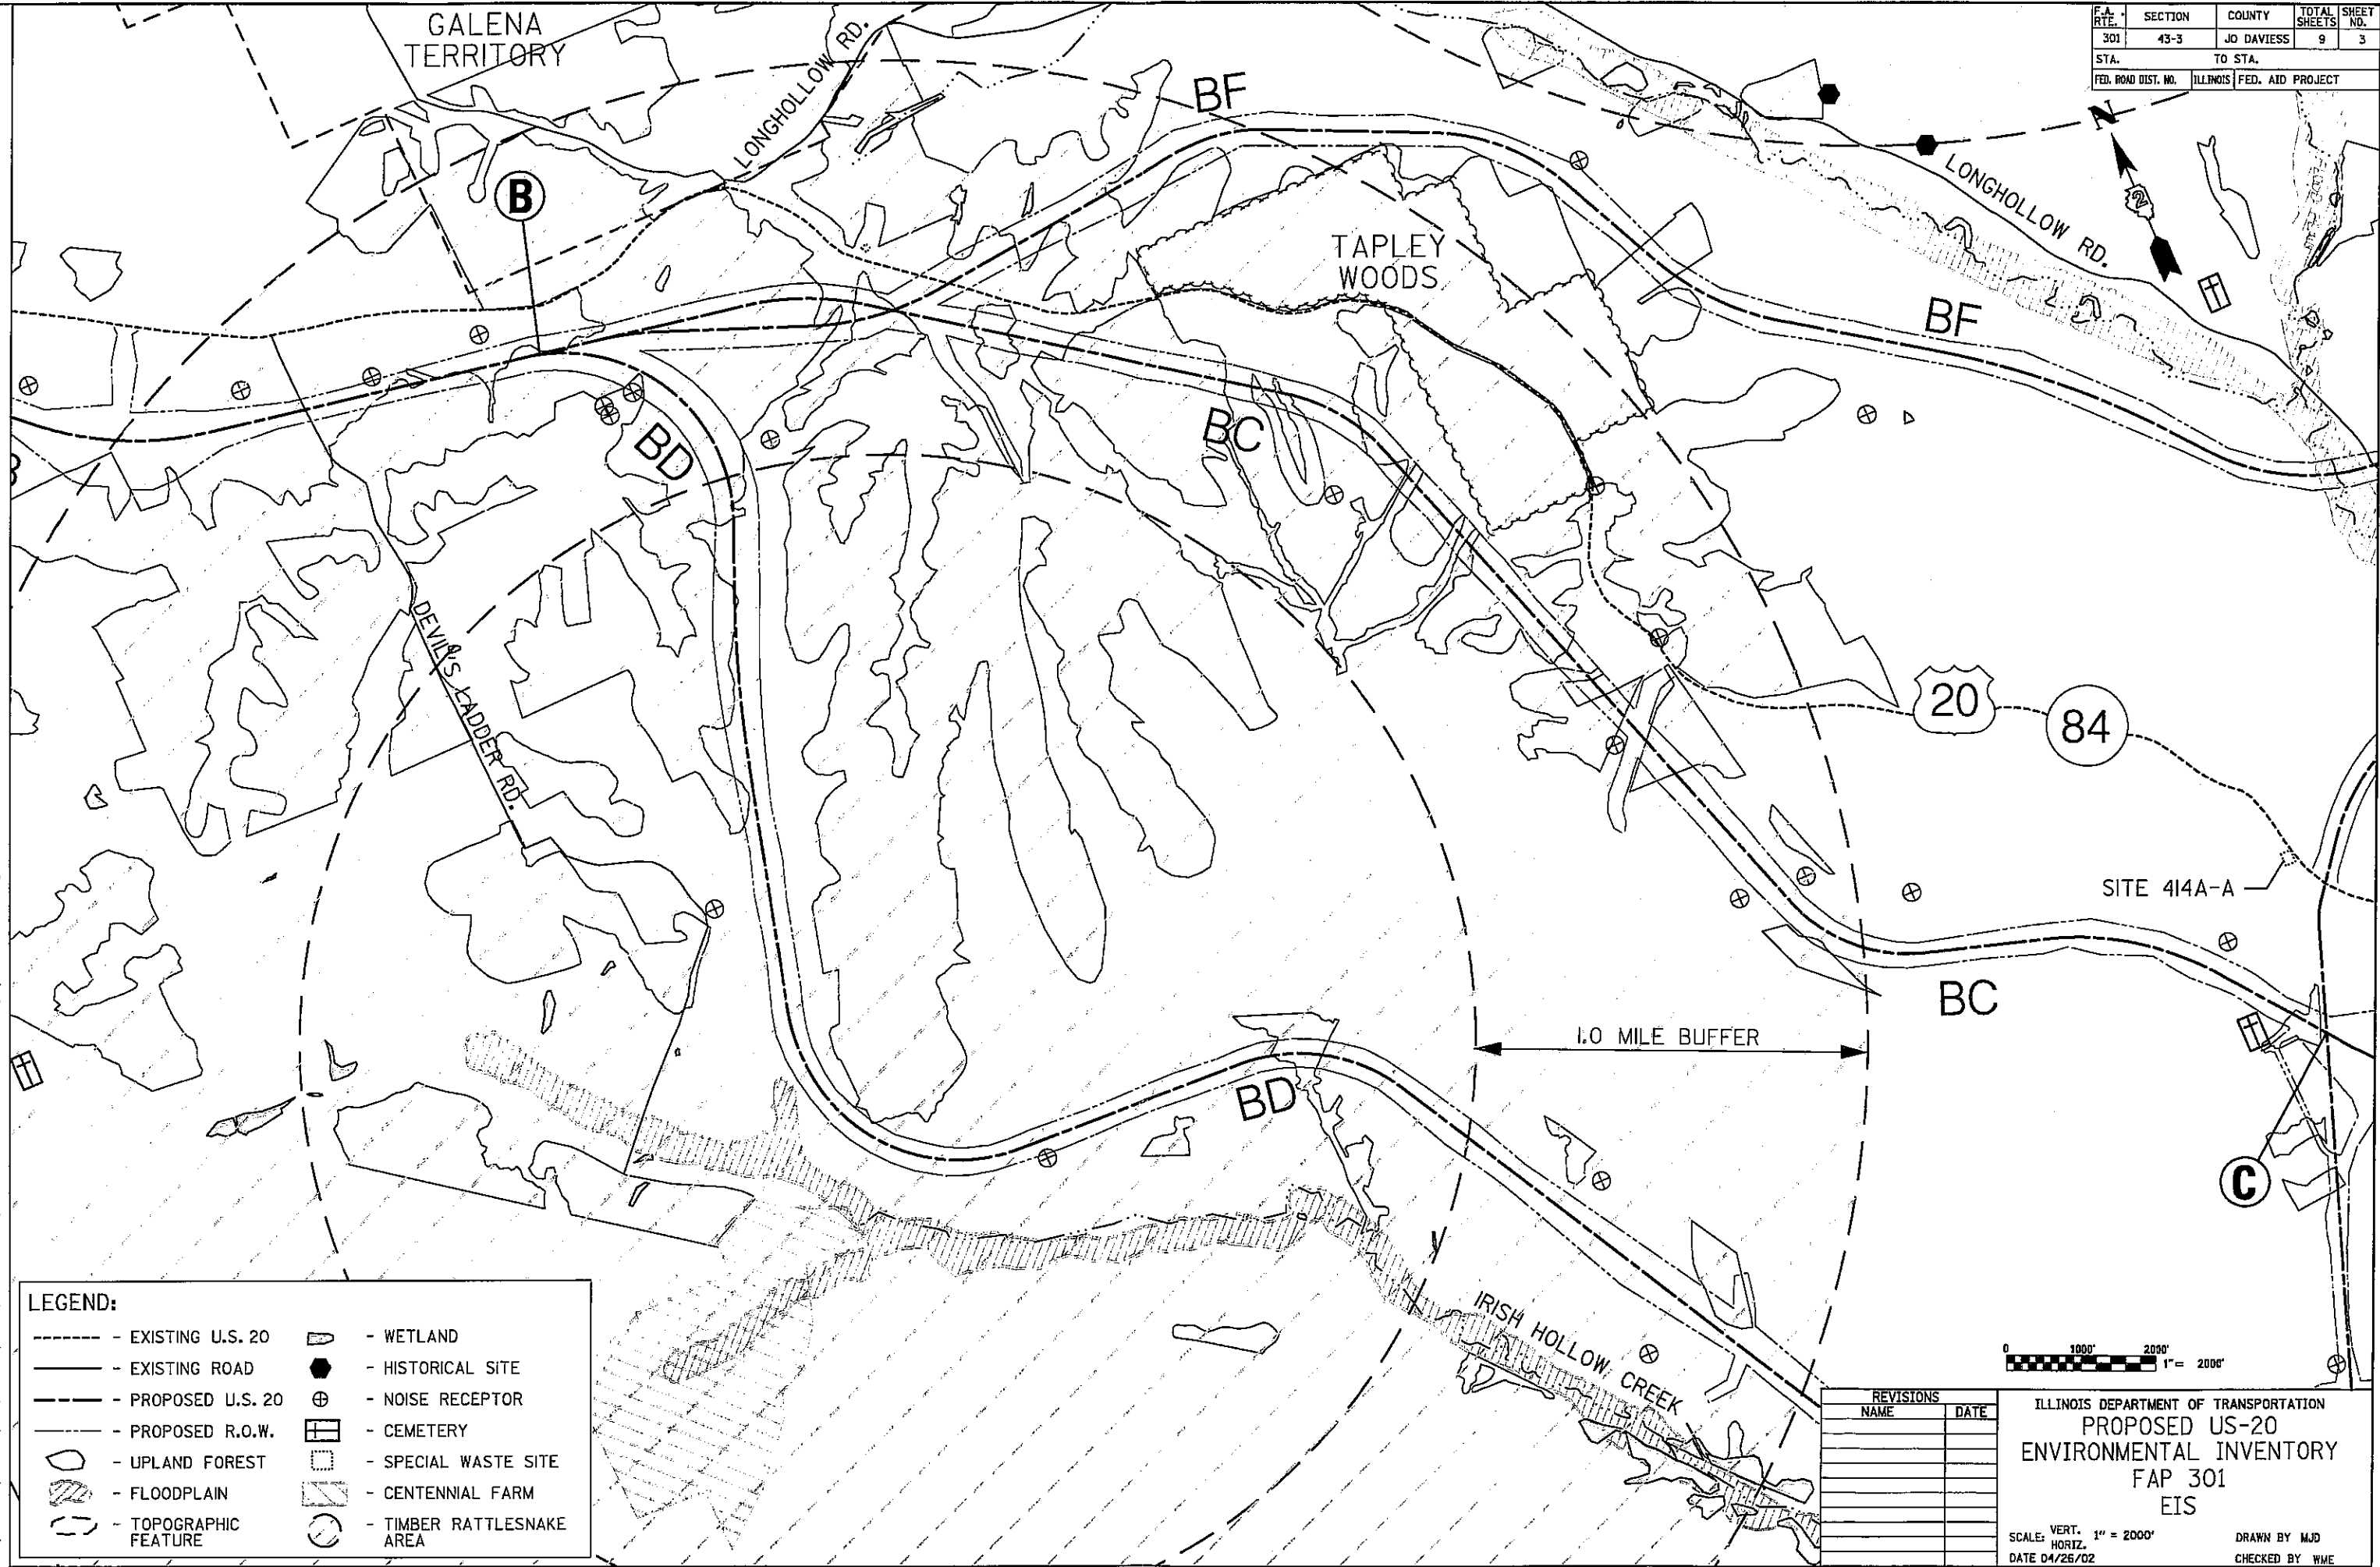 GALENA
TERRITORY
LONGHOLLOW RD.
B
BF
F.A. RTE. SECTION COUNTY TOTAL SHEETS SHEET NO.
301 43-3 JO DAVIESS 9 3
STA. TO STA.
FED. ROAD DIST. NO. ILLINOIS FED. AID PROJECT
N
2
LONGHOLLOW RD.
TAPLEY
WOODS
BF
BD
BC
DEVIL'S LADDER RD.
20
84
SITE 414A-A
BC
1.0 MILE BUFFER
BD
C
IRISH HOLLOW CREEK
LEGEND:
- EXISTING U.S. 20
- EXISTING ROAD
- PROPOSED U.S. 20
- PROPOSED R.O.W.
- UPLAND FOREST
- FLOODPLAIN
- TOPOGRAPHIC
FEATURE
- WETLAND
- HISTORICAL SITE
- NOISE RECEPTOR
- CEMETERY
- SPECIAL WASTE SITE
- CENTENNIAL FARM
- TIMBER RATTLESNAKE
AREA
0 1000' 2000'
1"= 2000'
REVISIONS
NAME DATE
ILLINOIS DEPARTMENT OF TRANSPORTATION
PROPOSED US-20
ENVIRONMENTAL INVENTORY
FAP 301
EIS
SCALE: VERT. HORIZ. 1" = 2000'
DATE 04/26/02
DRAWN BY MJD
CHECKED BY WME